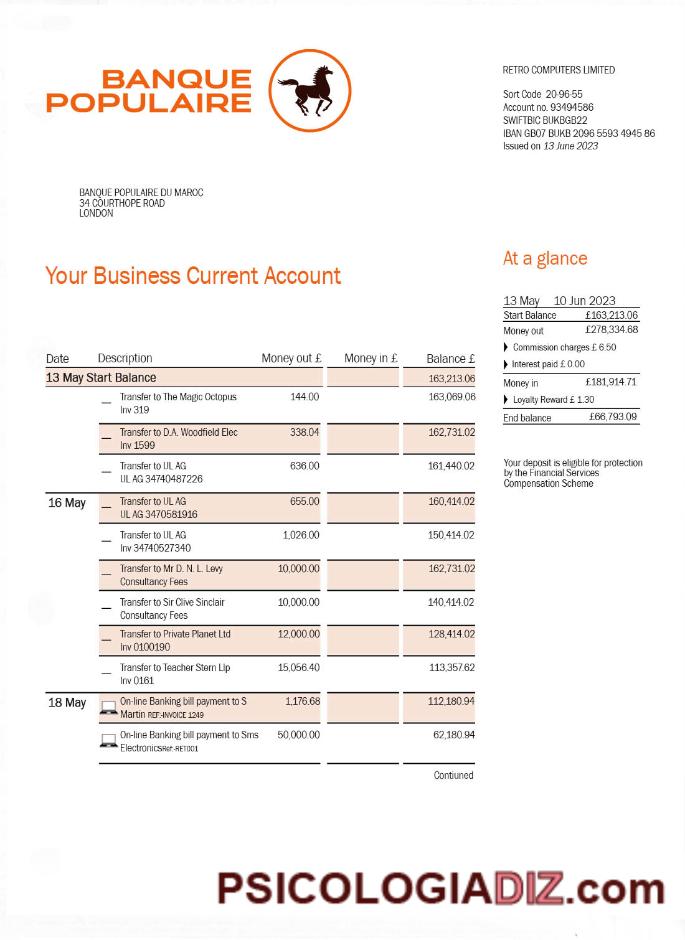 BANQUE
POPULAIRE
RETRO COMPUTERS LIMITED
Sort Code 20-96-55
Account no. 93494586
SWIFTBIC BUKBGB22
IBAN GB07 BUKB 2096 5593 4945 86
Issued on 13 June 2023
BANQUE POPULAIRE DU MAROC
34 COURTHOPE ROAD
LONDON
Your Business Current Account
At a glance
13 May 10 Jun 2023
Start Balance £163,213.06
Money out £278,334.68
Commission charges £ 6.50
Interest paid £ 0.00
Money in £181,914.71
Loyalty Reward £ 1.30
End balance £66,793.09
Your deposit is eligible for protection
by the Financial Services
Compensation Scheme
Date Description Money out £ Money in £ Balance £
13 May Start Balance 163,213.06
Transfer to The Magic Octopus 144.00 163,069.06
Inv 319
Transfer to D.A. Woodfield Elec 338.04 162,731.02
Inv 1599
Transfer to UL AG 636.00 161,440.02
UL AG 34740487226
16 May Transfer to UL AG 655.00 160,414.02
UL AG 3470581916
Transfer to UL AG 1,026.00 150,414.02
Inv 34740527340
Transfer to Mr D. N. L. Levy 10,000.00 162,731.02
Consultancy Fees
Transfer to Sir Clive Sinclair 10,000.00 140,414.02
Consultancy Fees
Transfer to Private Planet Ltd 12,000.00 128,414.02
Inv 0100190
Transfer to Teacher Stern Llp 15,056.40 113,357.62
Inv 0161
18 May On-line Banking bill payment to S 1,176.68 112,180.94
Martin REF:-INVOICE 1249
On-line Banking bill payment to Sms 50,000.00 62,180.94
ElectronicsRef:-RET001
Contiuned
PSICOLOGIADIZ.com